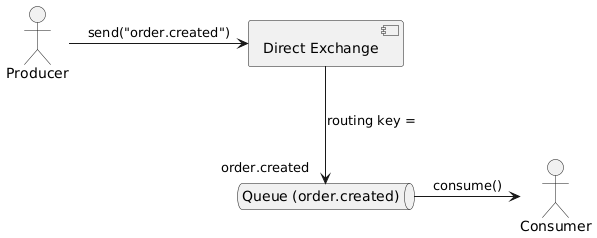 send("order.created")
Producer
Direct Exchange
routing key =
order.created
Queue (order.created)
consume()
Consumer